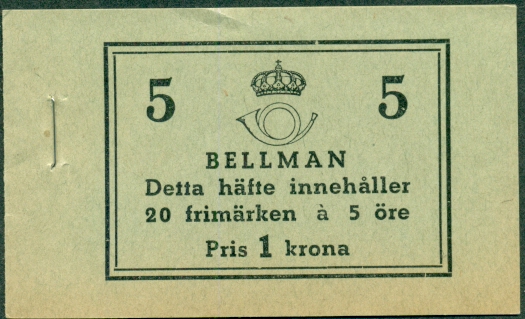 5 5
BELLMAN
Detta häfte innehåller
20 frimärken à 5 öre
Pris 1 krona